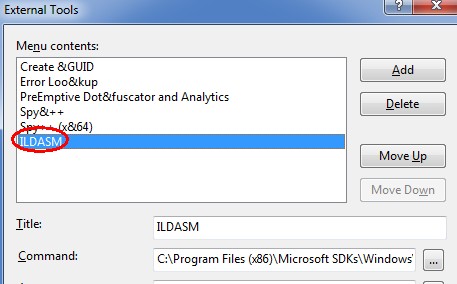 External Tools
Menu contents:
Create &GUID
Error Loo&kup
PreEmptive Dot&fuscator and Analytics
Spy&++
Spy++ (x&64)
ILDASM
Add
Delete
Move Up
Move Down
Title:
ILDASM
Command:
C:\Program Files (x86)\Microsoft SDKs\Windows\
...